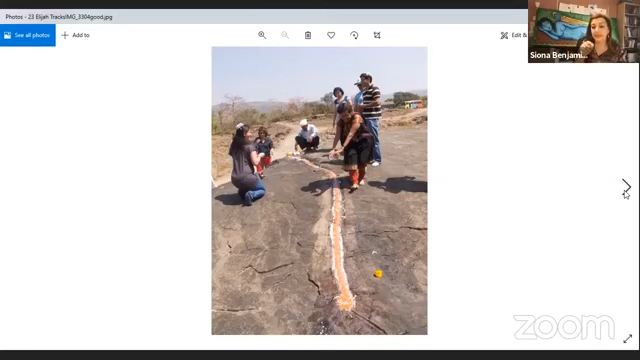 Photos - 23 Elijah TracksIMG_3304good.jpg
See all photos
Add to
Edit &
Siona Benjami...
zoom